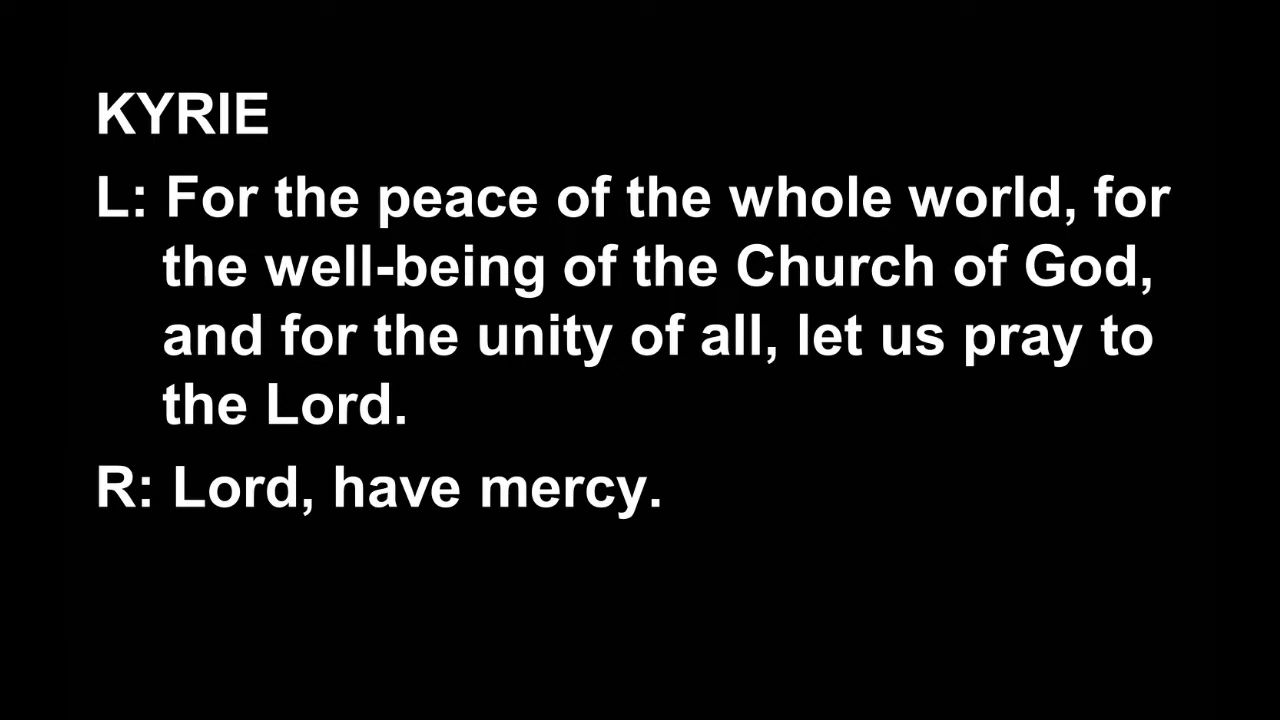 KYRIE
L: For the peace of the whole world, for
the well-being of the Church of God,
and for the unity of all, let us pray to
the Lord.
R: Lord, have mercy.